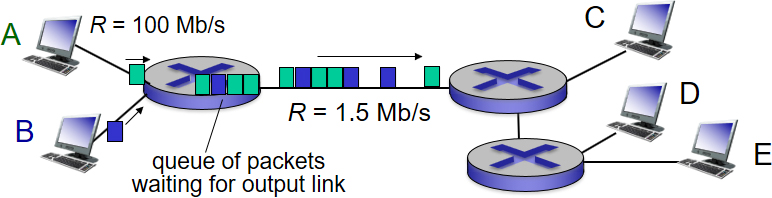 A
R = 100 Mb/s
C
B
R = 1.5 Mb/s
D
E
queue of packets
waiting for output link